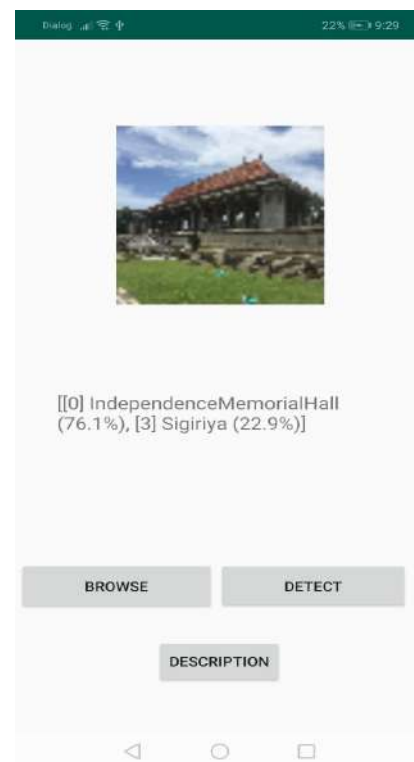 Dialog 22% 9:29
[[0] IndependenceMemorialHall
(76.1%), [3] Sigiriya (22.9%)]
BROWSE DETECT
DESCRIPTION